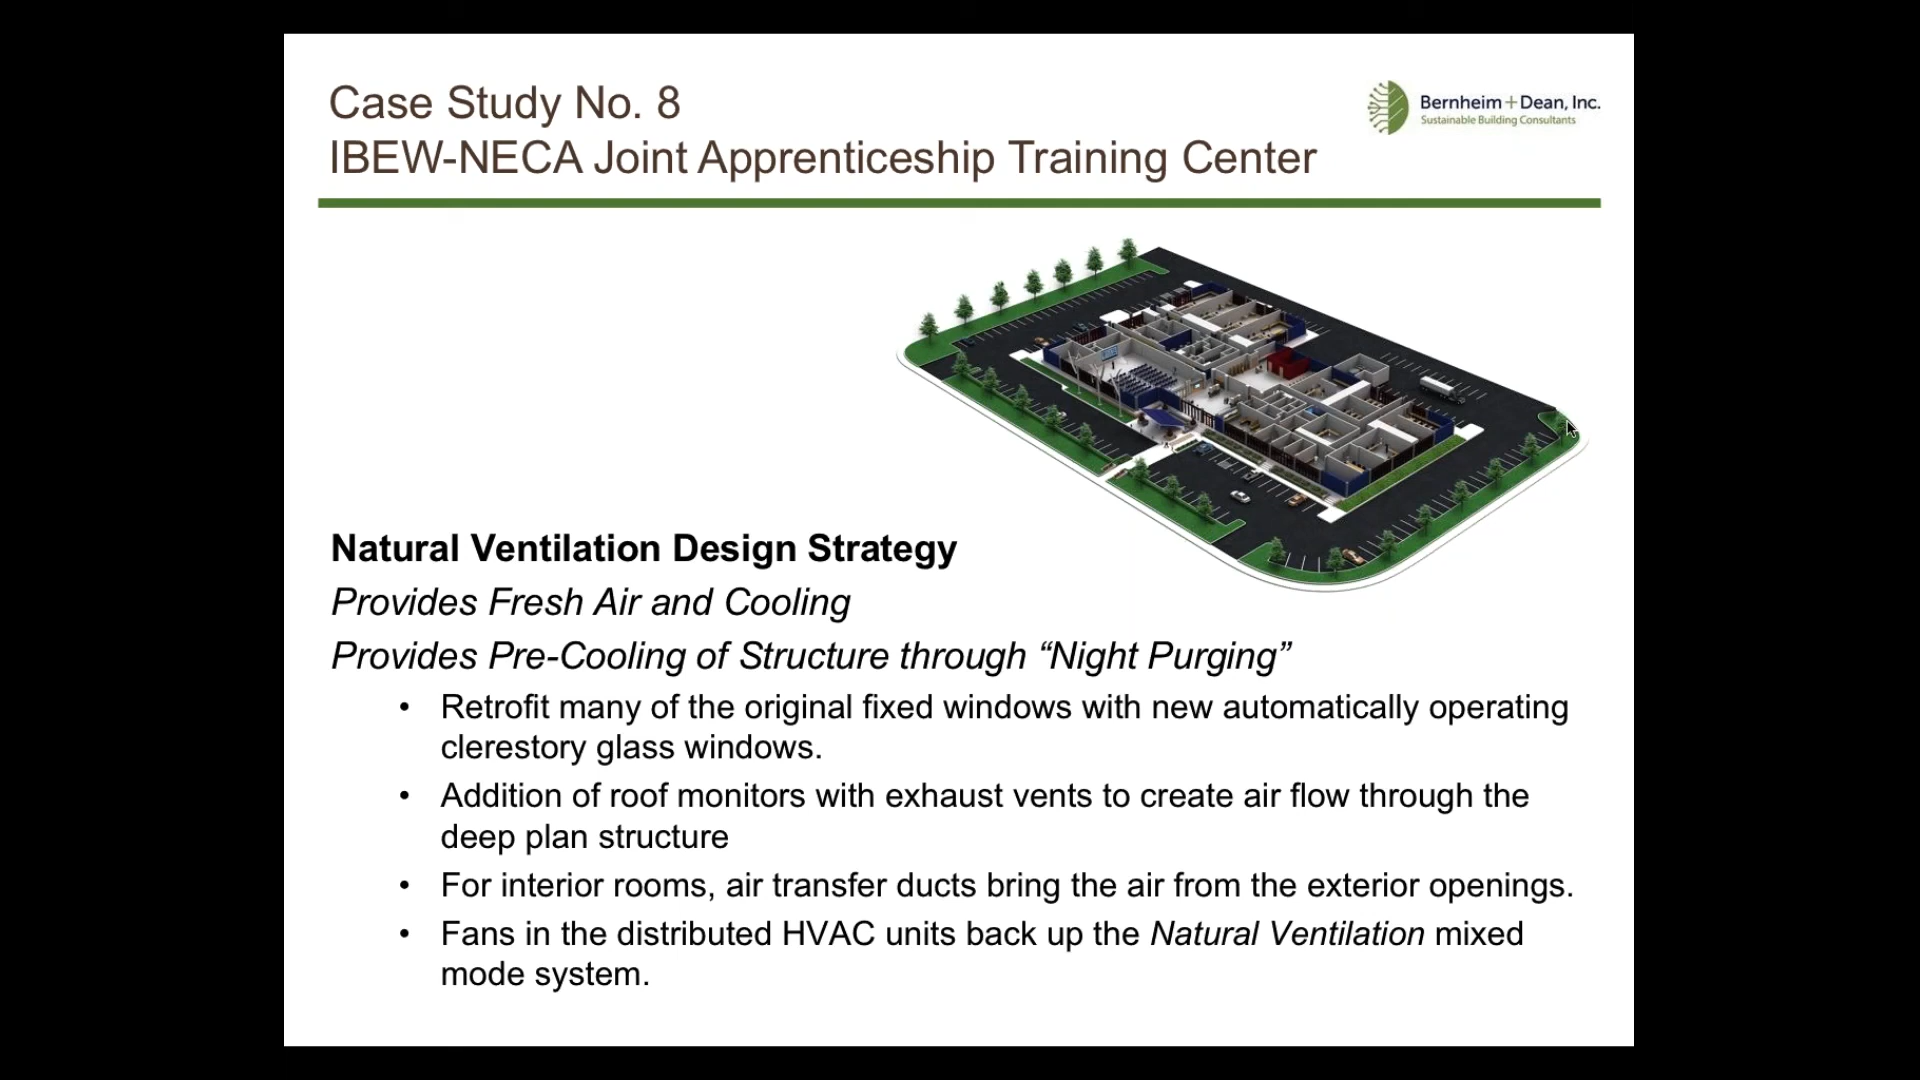 Case Study No. 8
IBEW-NECA Joint Apprenticeship Training Center
Bernheim+Dean, Inc.
Sustainable Building Consultants
Natural Ventilation Design Strategy
Provides Fresh Air and Cooling
Provides Pre-Cooling of Structure through “Night Purging”
• Retrofit many of the original fixed windows with new automatically operating
clerestory glass windows.
• Addition of roof monitors with exhaust vents to create air flow through the
deep plan structure
• For interior rooms, air transfer ducts bring the air from the exterior openings.
• Fans in the distributed HVAC units back up the Natural Ventilation mixed
mode system.